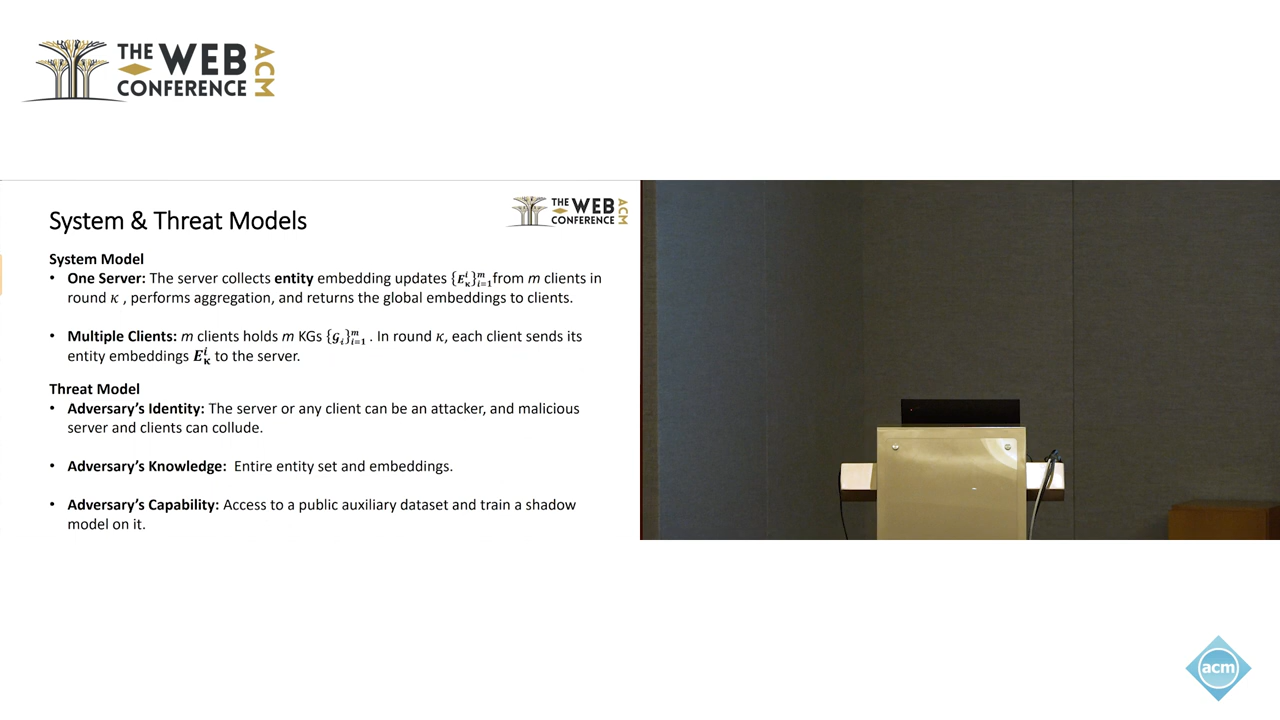 THE WEB
CONFERENCE
ACM
System & Threat Models
THE WEB
CONFERENCE
ACM
System Model
• One Server: The server collects entity embedding updates {E_κ^i}_{i=1}^m from m clients in
round κ , performs aggregation, and returns the global embeddings to clients.
• Multiple Clients: m clients holds m KGs {𝒢_i}_{i=1}^m . In round κ, each client sends its
entity embeddings E_κ^i to the server.
Threat Model
• Adversary’s Identity: The server or any client can be an attacker, and malicious
server and clients can collude.
• Adversary’s Knowledge: Entire entity set and embeddings.
• Adversary’s Capability: Access to a public auxiliary dataset and train a shadow
model on it.
acm